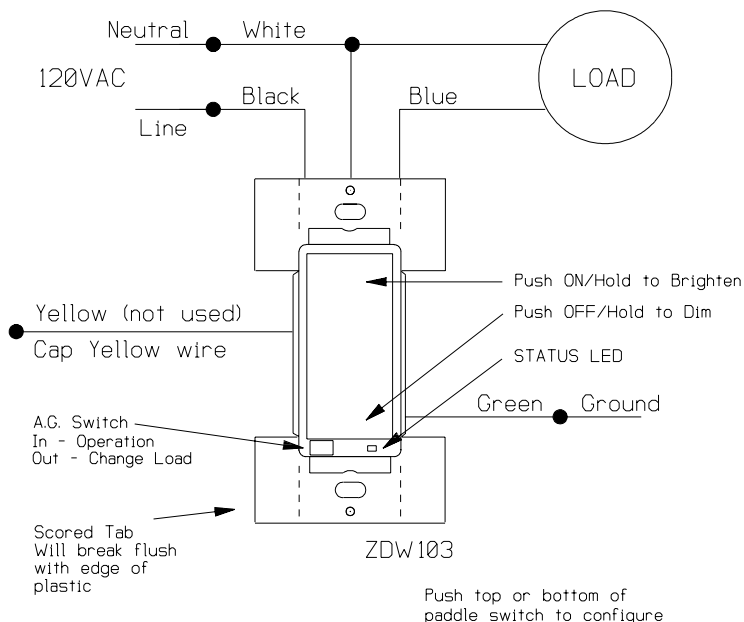 Neutral White
120VAC
LOAD
Black
Blue
Line
Push ON/Hold to Brighten
Yellow (not used)
Push OFF/Hold to Dim
Cap Yellow wire
STATUS LED
Green Ground
A.G. Switch
In - Operation
Out - Change Load
Scored Tab
Will break flush
with edge of
plastic
ZDW103
Push top or bottom of
paddle switch to configure